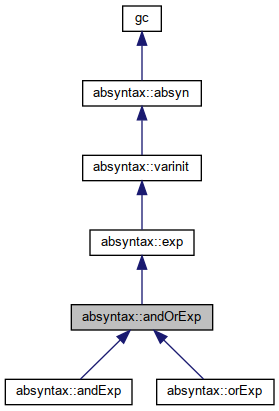 gc
absyntax::absyn
absyntax::varinit
absyntax::exp
absyntax::andOrExp
absyntax::andExp
absyntax::orExp